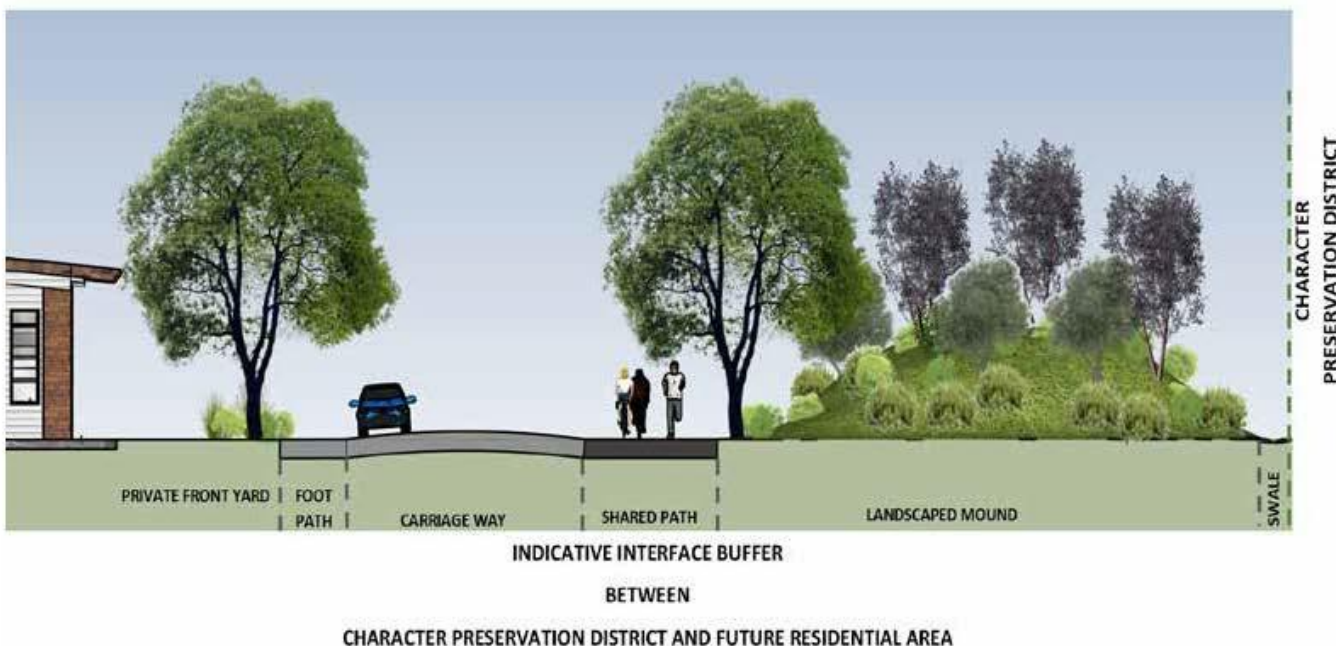 PRIVATE FRONT YARD
FOOT
PATH
CARRIAGE WAY
SHARED PATH
LANDSCAPED MOUND
SWALE
CHARACTER
PRESERVATION DISTRICT
INDICATIVE INTERFACE BUFFER
BETWEEN
CHARACTER PRESERVATION DISTRICT AND FUTURE RESIDENTIAL AREA